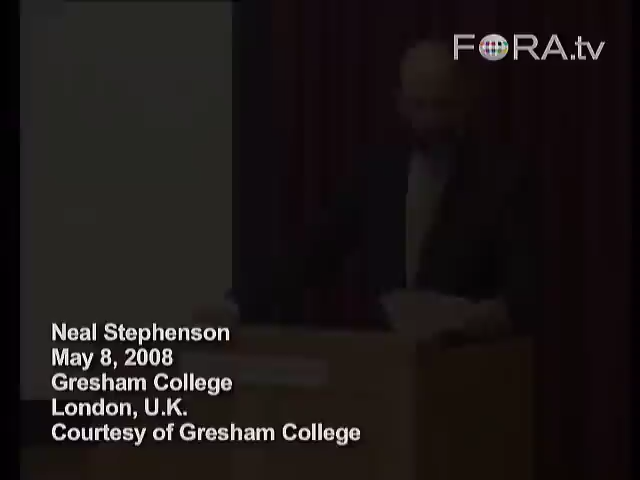 FORA.tv
Neal Stephenson
May 8, 2008
Gresham College
London, U.K.
Courtesy of Gresham College